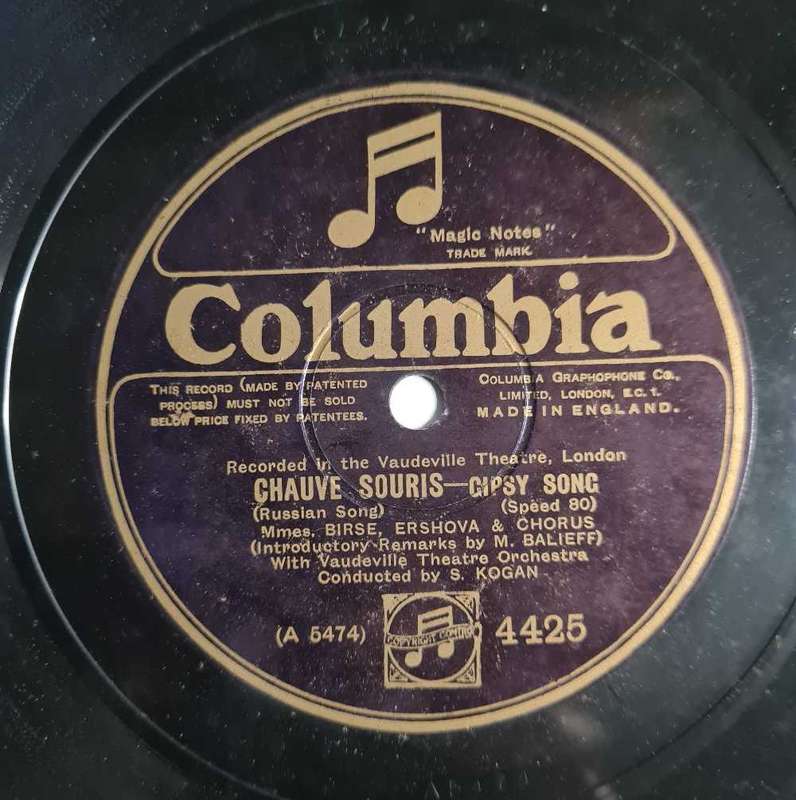 "Magic Notes"
TRADE MARK.
Columbia
THIS RECORD (MADE BY PATENTED
PROCESS) MUST NOT BE SOLD
BELOW PRICE FIXED BY PATENTEES.
COLUMBIA GRAPHOPHONE CO.,
LIMITED, LONDON, E.C.1.
MADE IN ENGLAND.
Recorded in the Vaudeville Theatre, London
CHAUVE SOURIS—GIPSY SONG
(Russian Song) (Speed 80)
Mmes. BIRSE, ERSHOVA & CHORUS
(Introductory Remarks by M. BALIEFF)
With Vaudeville Theatre Orchestra
Conducted by S. KOGAN
(A 5474)
COPYRIGHT CONTROL
4425